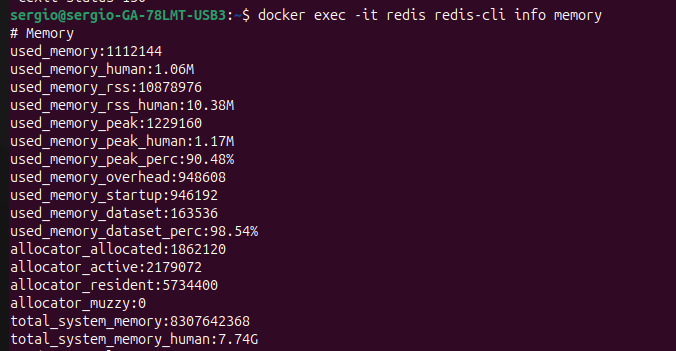 sergio@sergio-GA-78LMT-USB3:~$ docker exec -it redis redis-cli info memory
# Memory
used_memory:1112144
used_memory_human:1.06M
used_memory_rss:10878976
used_memory_rss_human:10.38M
used_memory_peak:1229160
used_memory_peak_human:1.17M
used_memory_peak_perc:90.48%
used_memory_overhead:948608
used_memory_startup:946192
used_memory_dataset:163536
used_memory_dataset_perc:98.54%
allocator_allocated:1862120
allocator_active:2179072
allocator_resident:5734400
allocator_muzzy:0
total_system_memory:8307642368
total_system_memory_human:7.74G